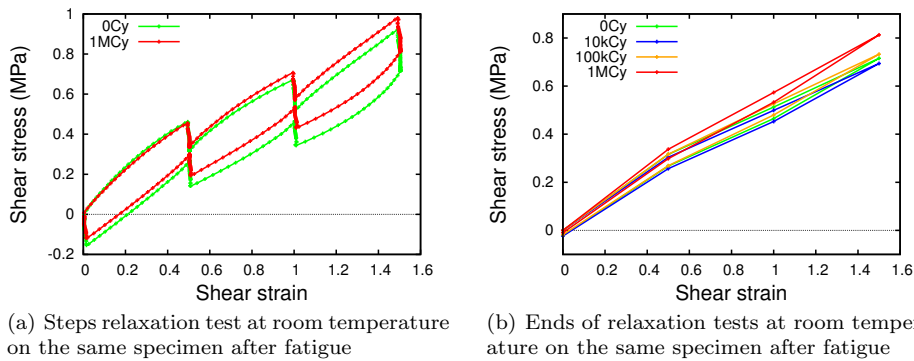 0Cy
1MCy
Shear stress (MPa)
1
0.8
0.6
0.4
0.2
0
-0.2
0 0.2 0.4 0.6 0.8 1 1.2 1.4 1.6
Shear strain
(a) Steps relaxation test at room temperature
on the same specimen after fatigue
0Cy
10kCy
100kCy
1MCy
Shear stress (MPa)
0.8
0.6
0.4
0.2
0
0 0.2 0.4 0.6 0.8 1 1.2 1.4 1.6
Shear strain
(b) Ends of relaxation tests at room temper-
ature on the same specimen after fatigue